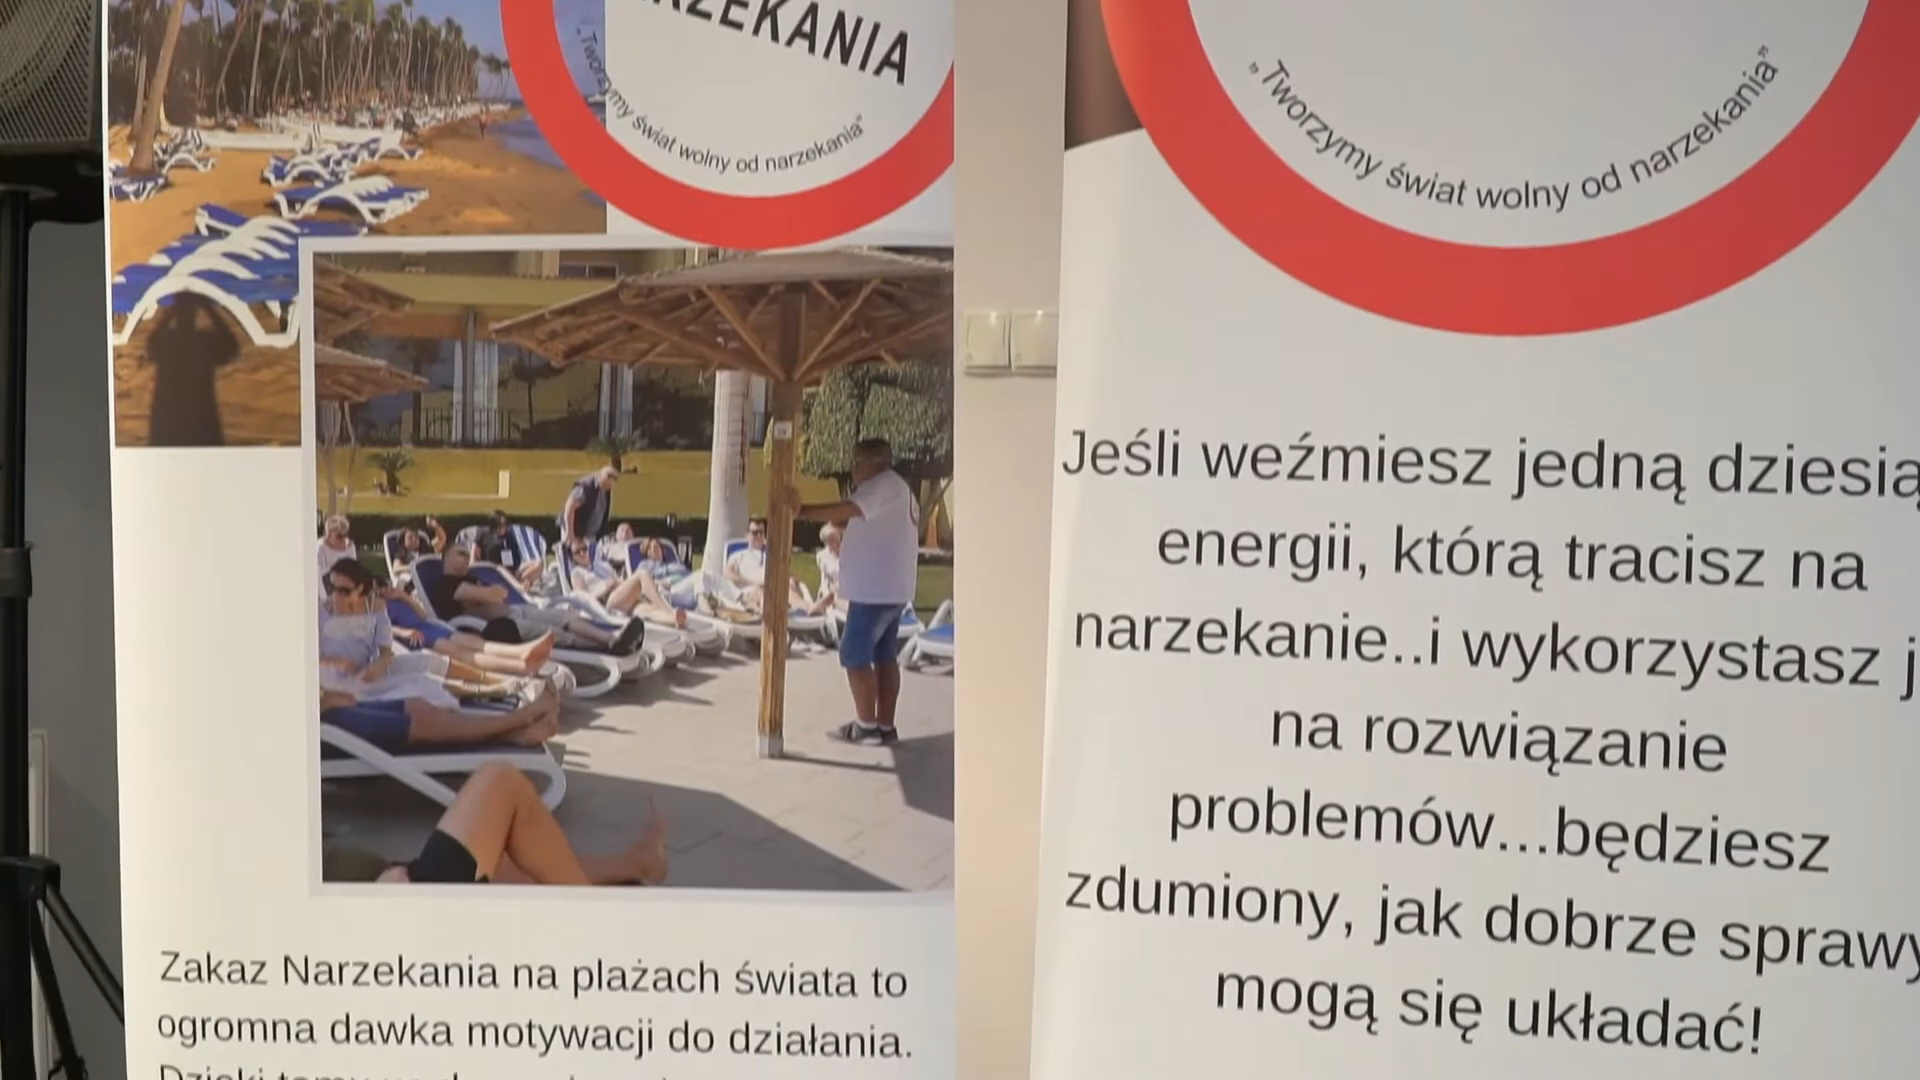 „Tworzymy świat wolny od narzekania”
Zakaz Narzekania na plażach świata to
ogromna dawka motywacji do działania.
„Tworzymy świat wolny od narzekania”
Jeśli weźmiesz jedną
energii, którą tracisz na
narzekanie..i wykorzystasz
na rozwiązanie
problemów...będziesz
zdumiony, jak dobrze sprawy
mogą się układać!